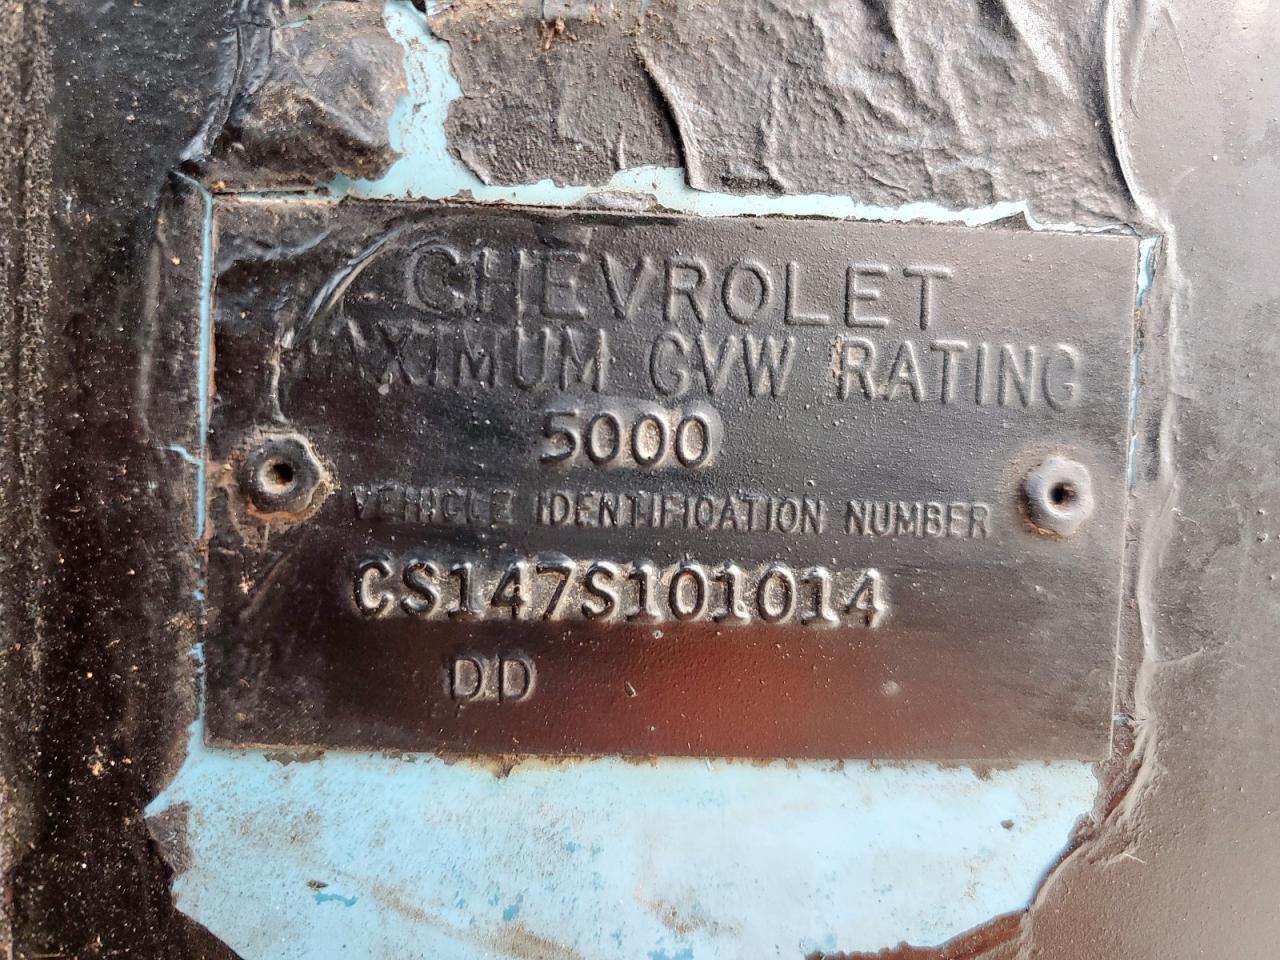 CHEVROLET
MAXIMUM GVW RATING
5000
VEHICLE IDENTIFICATION NUMBER
CS147S101014
DD